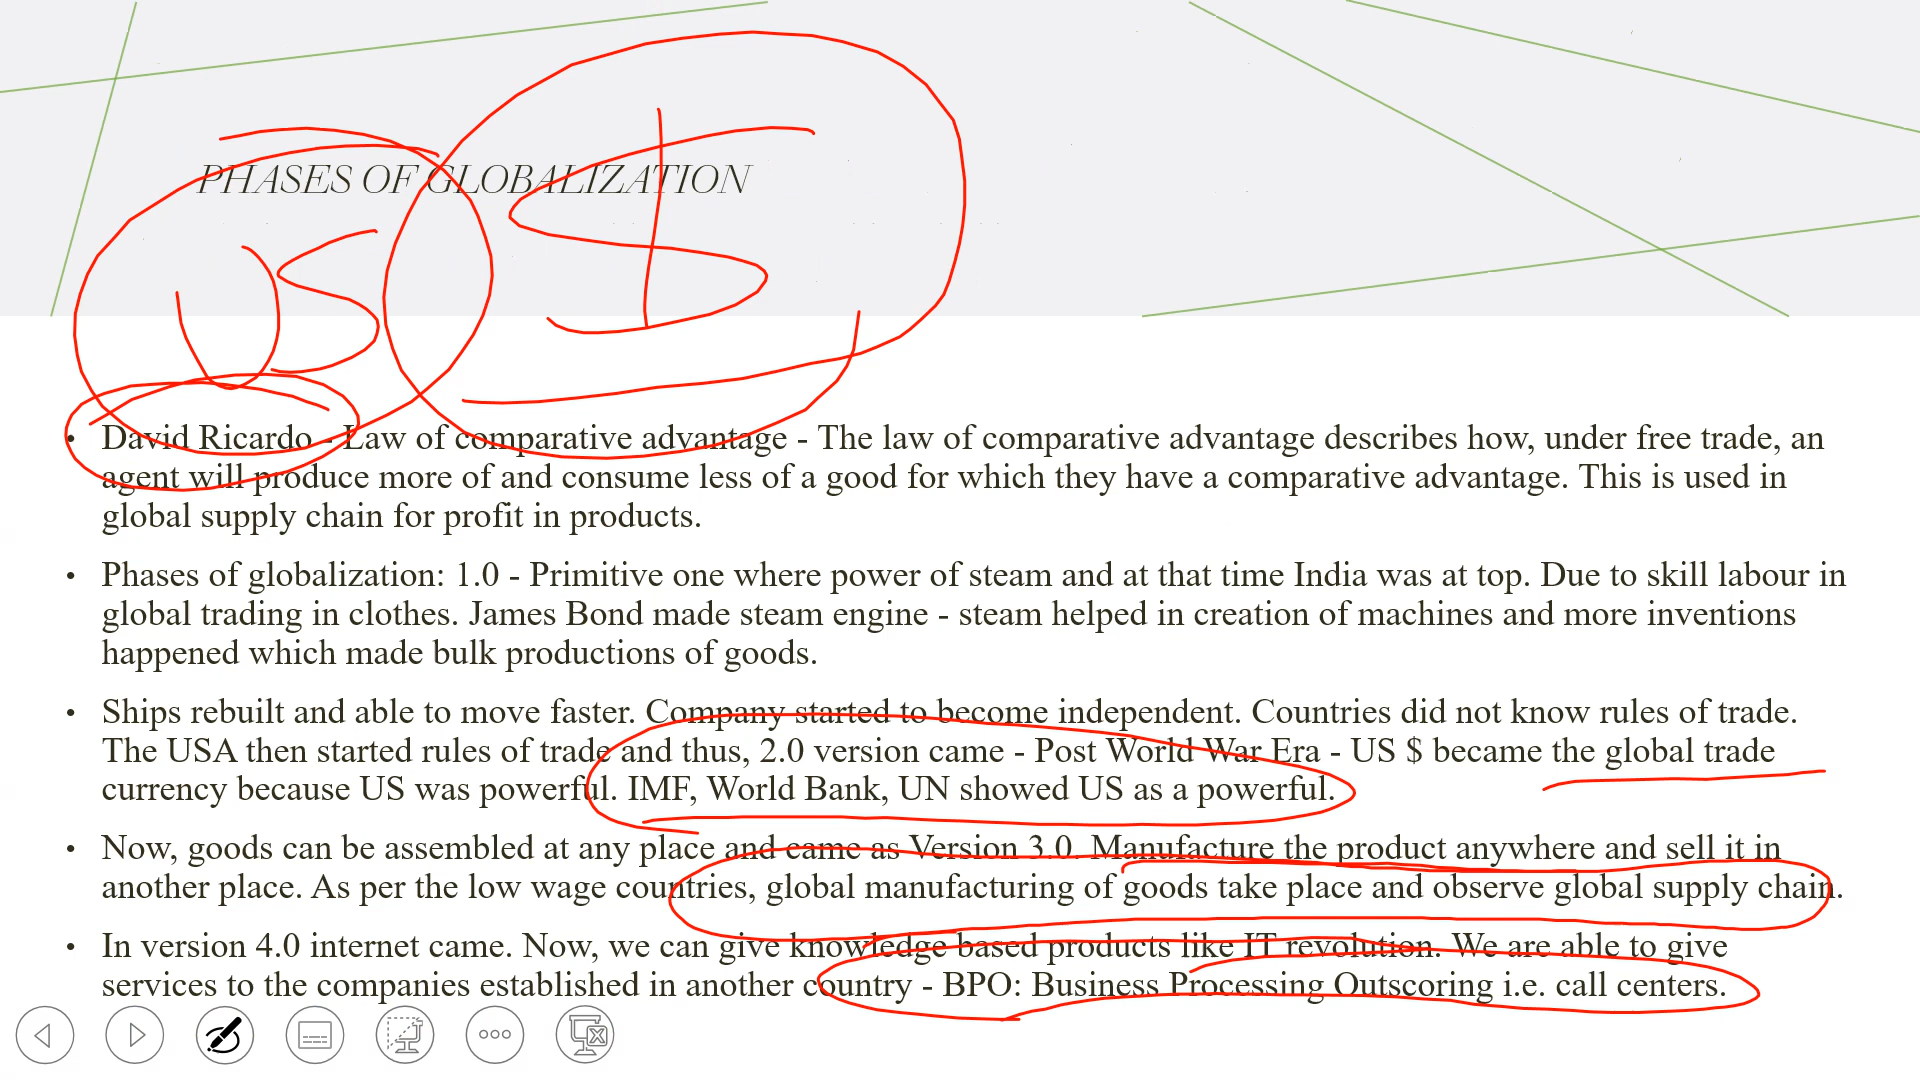 PHASES OF GLOBALIZATION
US $
• David Ricardo - Law of comparative advantage - The law of comparative advantage describes how, under free trade, an
agent will produce more of and consume less of a good for which they have a comparative advantage. This is used in
global supply chain for profit in products.
• Phases of globalization: 1.0 - Primitive one where power of steam and at that time India was at top. Due to skill labour in
global trading in clothes. James Bond made steam engine - steam helped in creation of machines and more inventions
happened which made bulk productions of goods.
• Ships rebuilt and able to move faster. Company started to become independent. Countries did not know rules of trade.
The USA then started rules of trade and thus, 2.0 version came - Post World War Era - US $ became the global trade
currency because US was powerful. IMF, World Bank, UN showed US as a powerful.
• Now, goods can be assembled at any place and came as Version 3.0. Manufacture the product anywhere and sell it in
another place. As per the low wage countries, global manufacturing of goods take place and observe global supply chain.
• In version 4.0 internet came. Now, we can give knowledge based products like IT revolution. We are able to give
services to the companies established in another country - BPO: Business Processing Outscoring i.e. call centers.